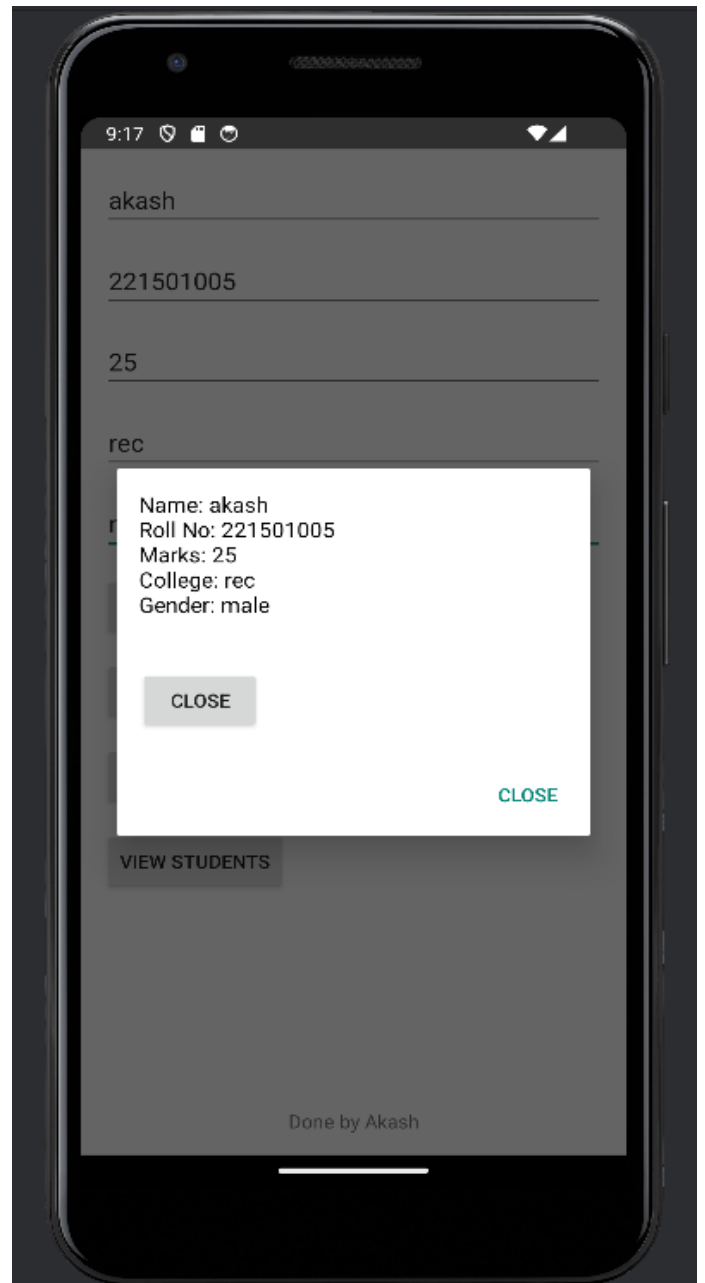 9:17
akash
221501005
25
rec
Name: akash
Roll No: 221501005
Marks: 25
College: rec
Gender: male
CLOSE
CLOSE
VIEW STUDENTS
Done by Akash